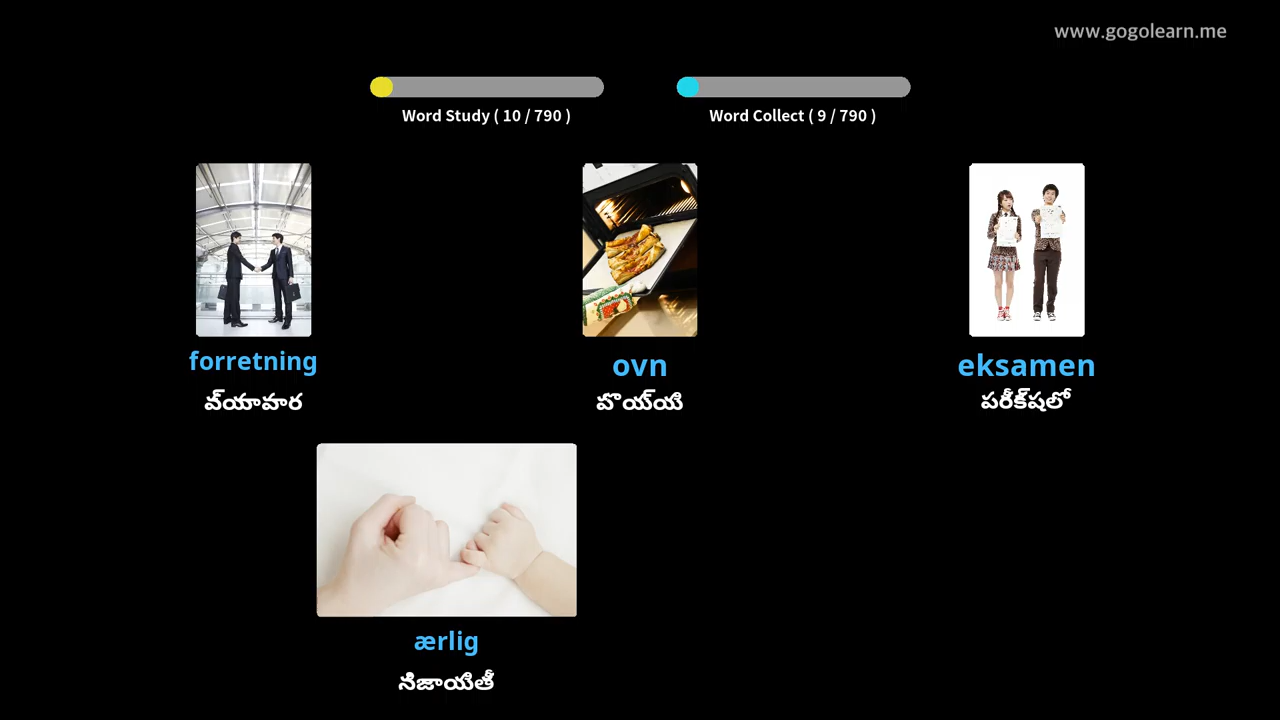 www.gogolearn.me
Word Study ( 10 / 790 )
Word Collect ( 9 / 790 )
forretning
ovn
eksamen
వ్యాపార
పొయ్యి
పరీక్షలో
ærlig
నిజాయితీ